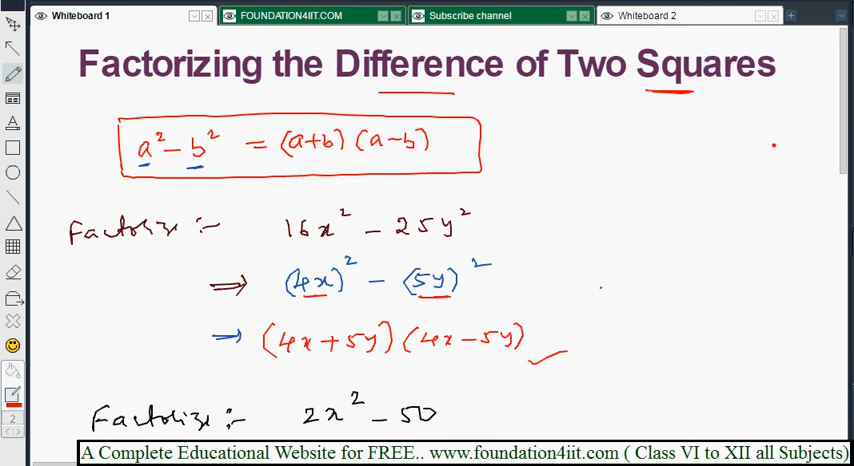 Whiteboard 1 FOUNDATION4IIT.COM Subscribe channel Whiteboard 2
Factorizing the Difference of Two Squares
a² - b² = (a+b) (a-b)
Factorize :- 16x² - 25y²
⇒ (4x)² - (5y)²
⇒ (4x+5y) (4x-5y)
Factorize :- 2x² - 50
2
A Complete Educational Website for FREE.. www.foundation4iit.com ( Class VI to XII all Subjects)